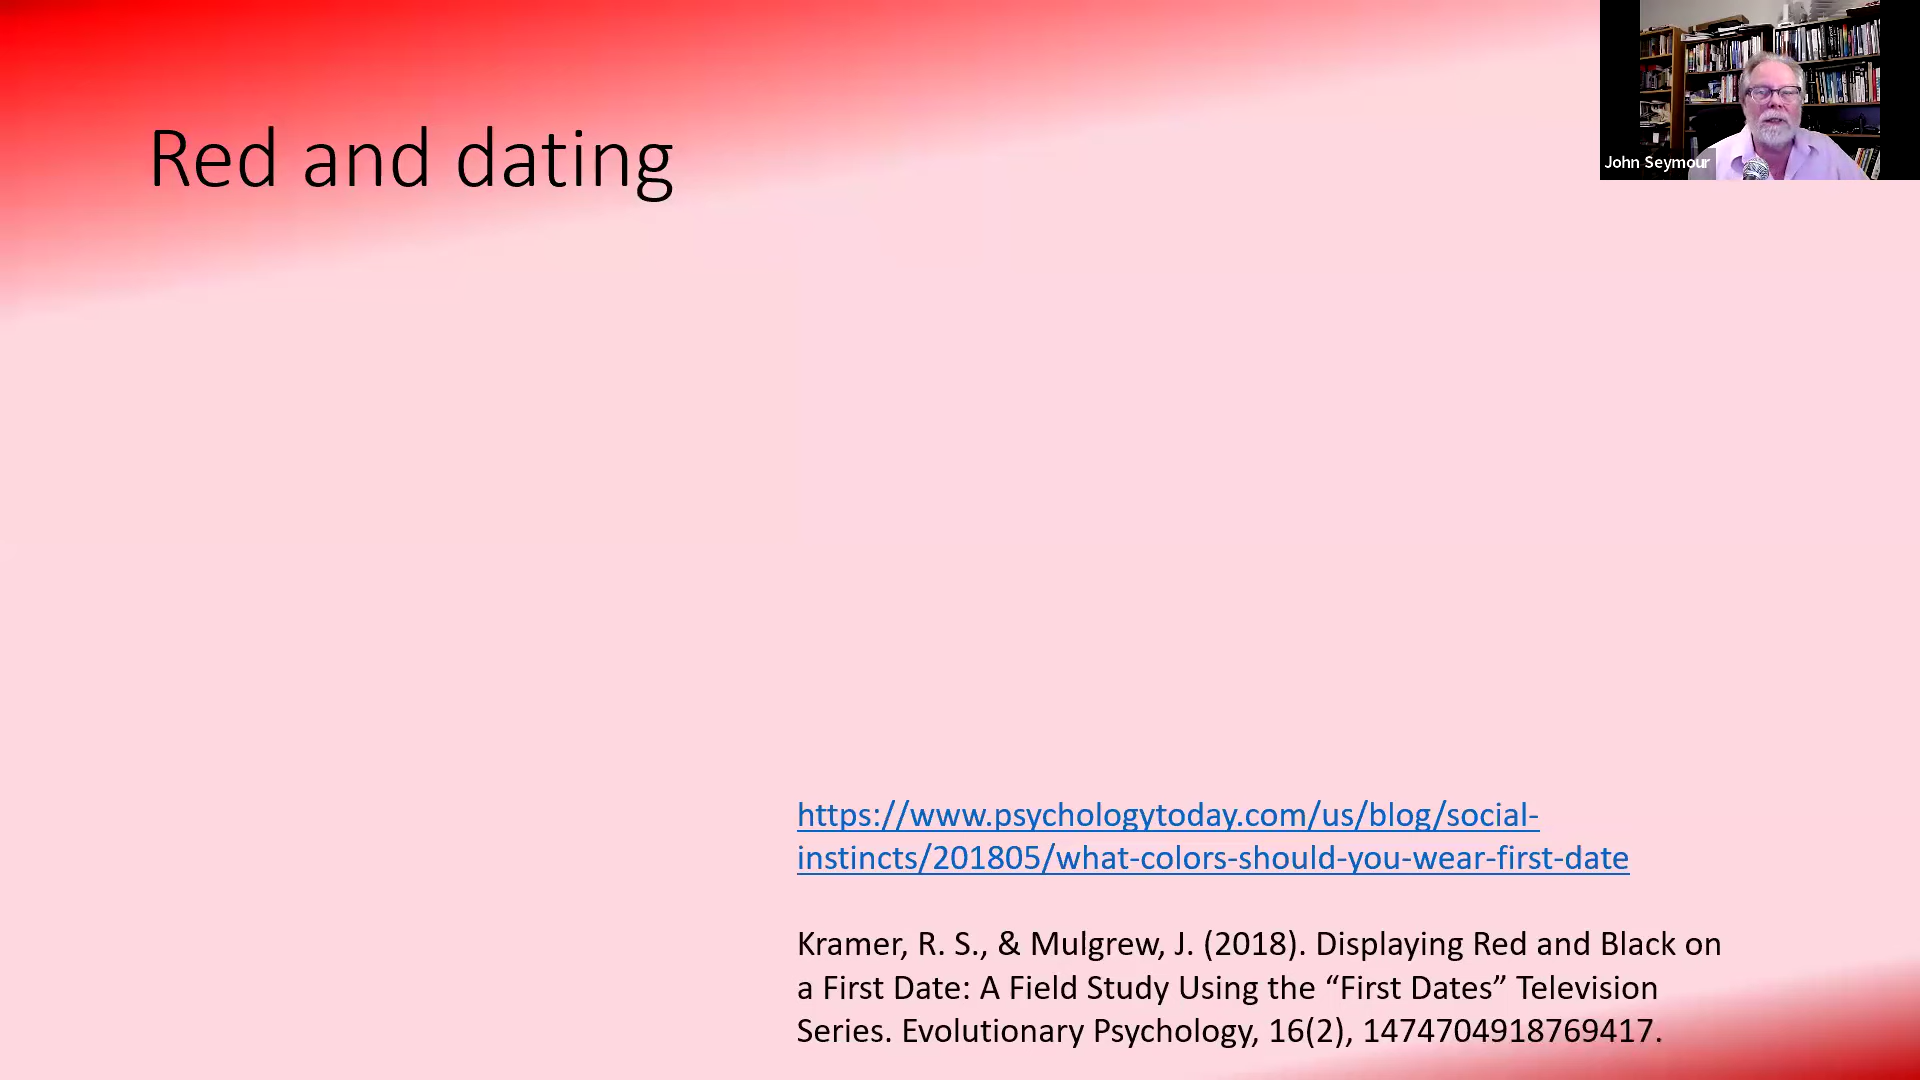 Red and dating
John Seymour
https://www.psychologytoday.com/us/blog/social-
instincts/201805/what-colors-should-you-wear-first-date
Kramer, R. S., & Mulgrew, J. (2018). Displaying Red and Black on
a First Date: A Field Study Using the “First Dates” Television
Series. Evolutionary Psychology, 16(2), 1474704918769417.